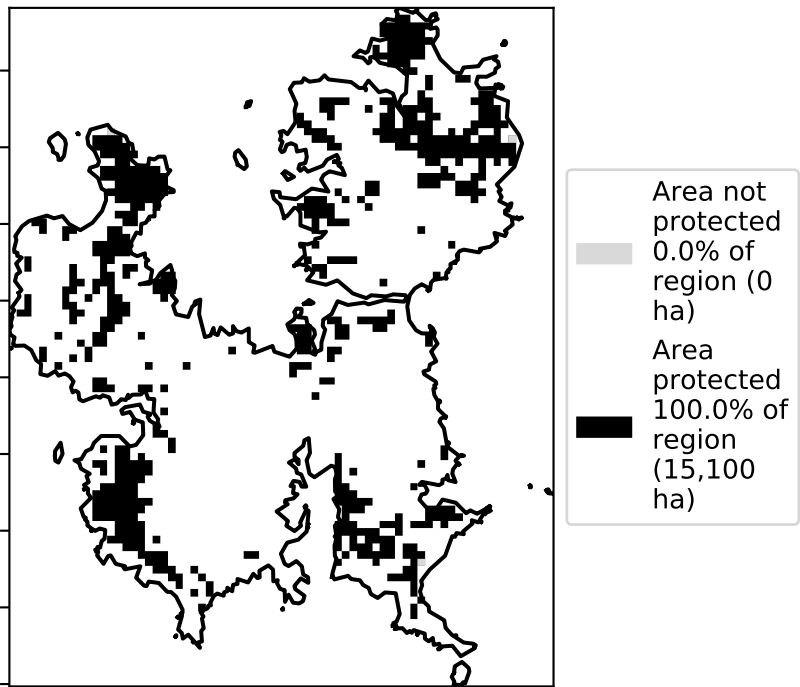 Area not
protected
0.0% of
region (0
ha)
Area
protected
100.0% of
region
(15,100
ha)